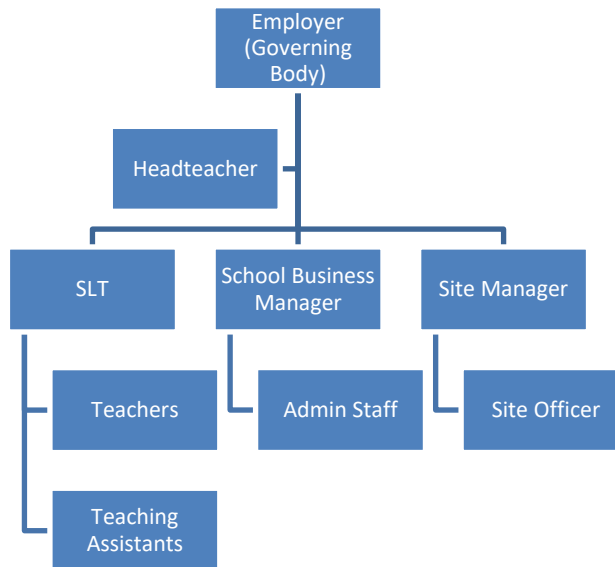 Employer
(Governing
Body)
Headteacher
SLT
School Business
Manager
Site Manager
Teachers
Admin Staff
Site Officer
Teaching
Assistants